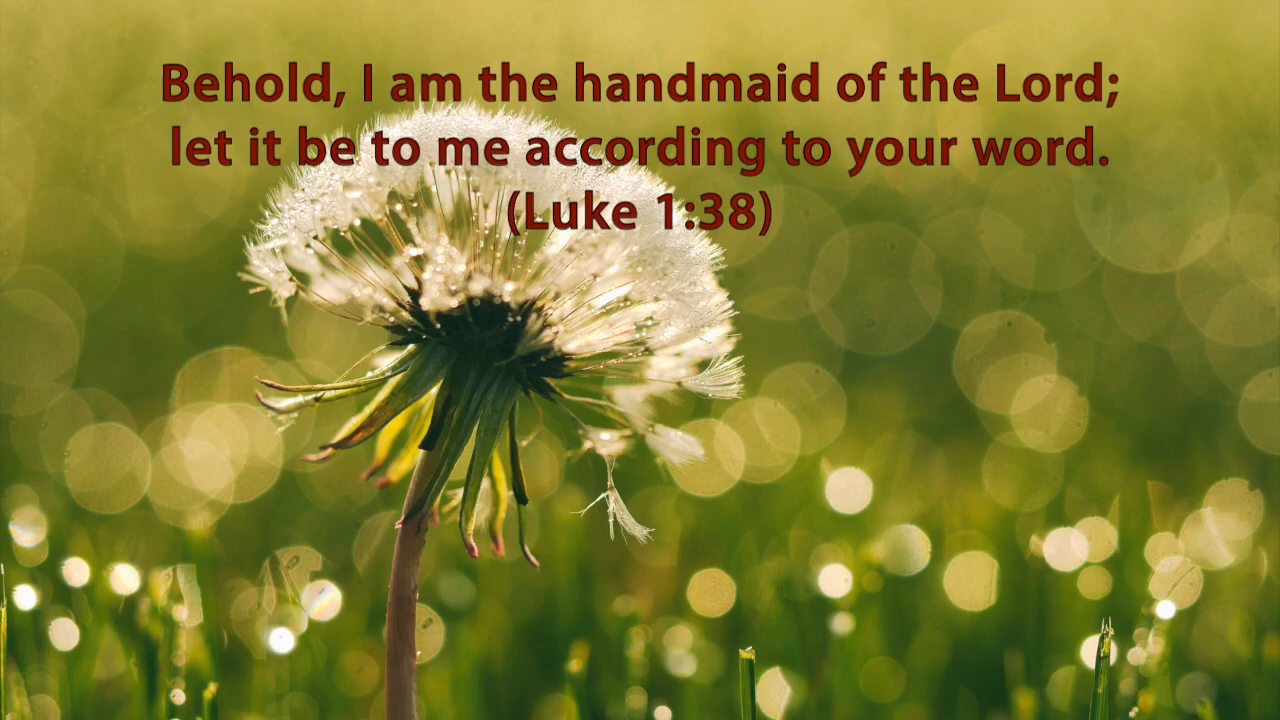 Behold, I am the handmaid of the Lord;
let it be to me according to your word.
(Luke 1:38)